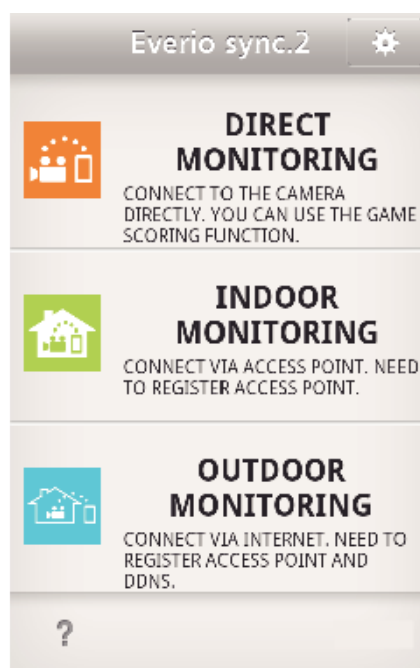 Everio sync.2
DIRECT
MONITORING
CONNECT TO THE CAMERA
DIRECTLY. YOU CAN USE THE GAME
SCORING FUNCTION.
INDOOR
MONITORING
CONNECT VIA ACCESS POINT. NEED
TO REGISTER ACCESS POINT.
OUTDOOR
MONITORING
CONNECT VIA INTERNET. NEED TO
REGISTER ACCESS POINT AND
DDNS.
?